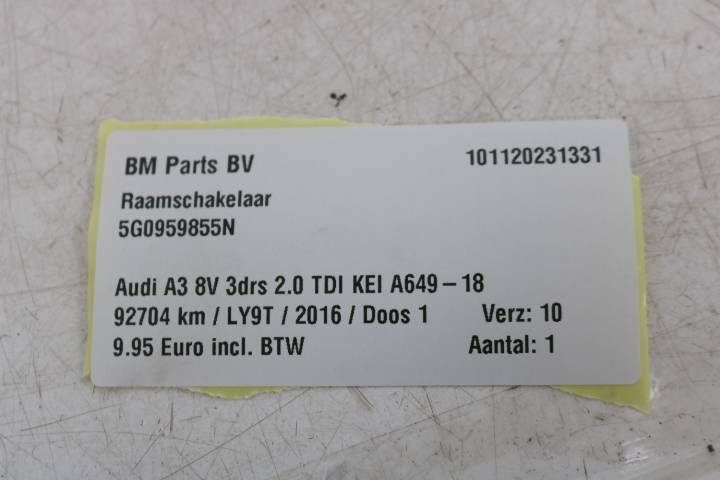 BM Parts BV 101120231331
Raamschakelaar
5G0959855N
Audi A3 8V 3drs 2.0 TDI KEI A649-18
92704 km / LY9T / 2016 / Doos 1 Verz: 10
9.95 Euro incl. BTW Aantal: 1